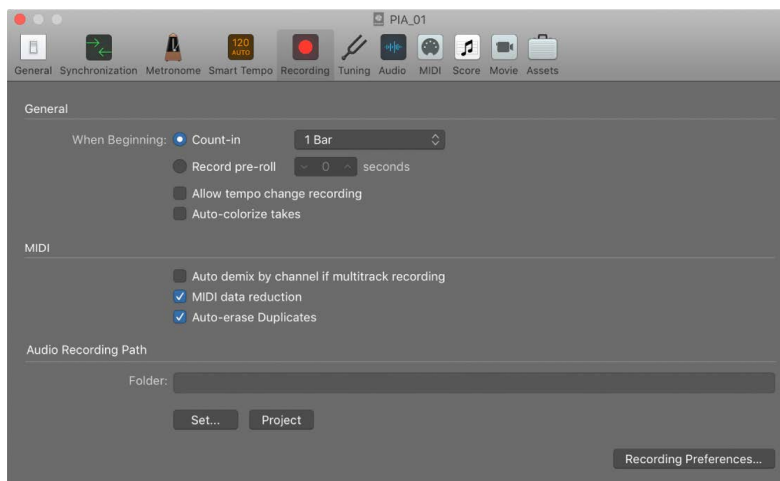 PIA_01
120
AUTO
General Synchronization Metronome Smart Tempo Recording Tuning Audio MIDI Score Movie Assets
General
When Beginning: Count-in 1 Bar
Record pre-roll 0 seconds
Allow tempo change recording
Auto-colorize takes
MIDI
Auto demix by channel if multitrack recording
MIDI data reduction
Auto-erase Duplicates
Audio Recording Path
Folder:
Set... Project
Recording Preferences...